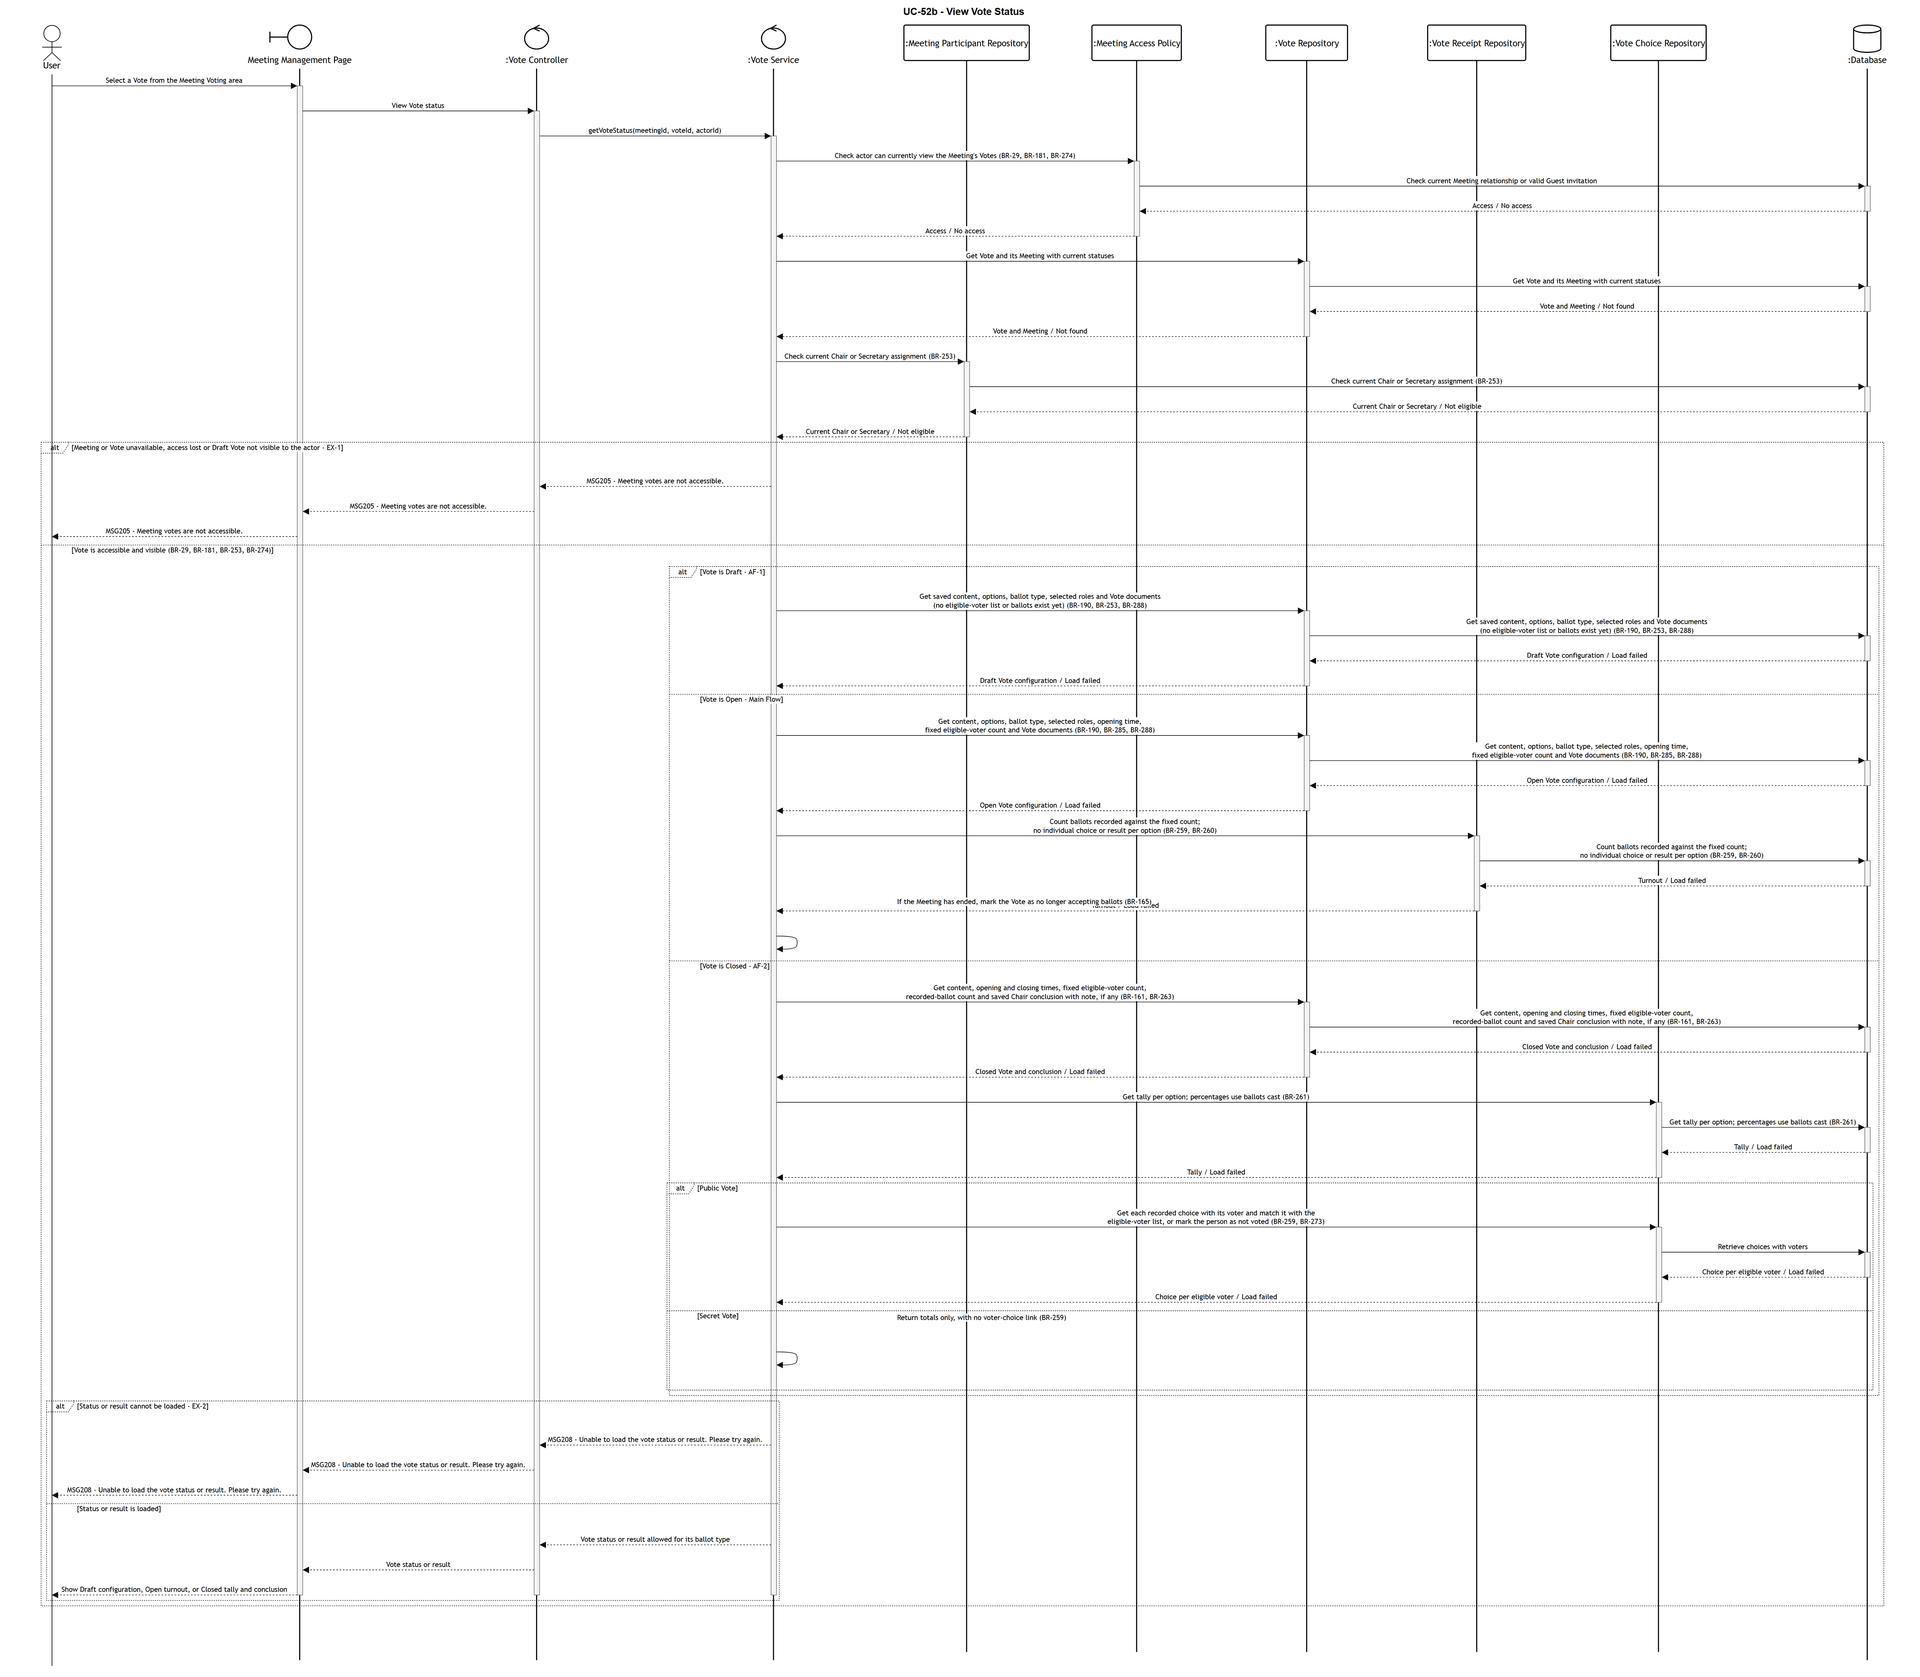 UC-52b - View Vote Status
User
Meeting Management Page
:Vote Controller
:Vote Service
:Meeting Participant Repository
:Meeting Access Policy
:Vote Repository
:Vote Receipt Repository
:Vote Choice Repository
:Database
Select a Vote from the Meeting Voting area
View Vote status
getVoteStatus(meetingId, voteId, actorId)
Check actor can currently view the Meeting's Votes (BR-29, BR-181, BR-274)
Check current Meeting relationship or valid Guest invitation
Access / No access
Access / No access
Get Vote and its Meeting with current statuses
Get Vote and its Meeting with current statuses
Vote and Meeting / Not found
Vote and Meeting / Not found
Check current Chair or Secretary assignment (BR-253)
Check current Chair or Secretary assignment (BR-253)
Current Chair or Secretary / Not eligible
Current Chair or Secretary / Not eligible
alt [Meeting or Vote unavailable, access lost or Draft Vote not visible to the actor - EX-1]
MSG205 - Meeting votes are not accessible.
MSG205 - Meeting votes are not accessible.
MSG205 - Meeting votes are not accessible.
[Vote is accessible and visible (BR-29, BR-181, BR-253, BR-274)]
alt [Vote is Draft - AF-1]
Get saved content, options, ballot type, selected roles and Vote documents
(no eligible-voter list or ballots exist yet) (BR-190, BR-253, BR-288)
Get saved content, options, ballot type, selected roles and Vote documents
(no eligible-voter list or ballots exist yet) (BR-190, BR-253, BR-288)
Draft Vote configuration / Load failed
Draft Vote configuration / Load failed
[Vote is Open - Main Flow]
Get content, options, ballot type, selected roles, opening time,
fixed eligible-voter count and Vote documents (BR-190, BR-285, BR-288)
Get content, options, ballot type, selected roles, opening time,
fixed eligible-voter count and Vote documents (BR-190, BR-285, BR-288)
Open Vote configuration / Load failed
Open Vote configuration / Load failed
Count ballots recorded against the fixed count;
no individual choice or result per option (BR-259, BR-260)
Count ballots recorded against the fixed count;
no individual choice or result per option (BR-259, BR-260)
Turnout / Load failed
If the Meeting has ended, mark the Vote as no longer accepting ballots (BR-165)
[Vote is Closed - AF-2]
Get content, opening and closing times, fixed eligible-voter count,
recorded-ballot count and saved Chair conclusion with note, if any (BR-161, BR-263)
Get content, opening and closing times, fixed eligible-voter count,
recorded-ballot count and saved Chair conclusion with note, if any (BR-161, BR-263)
Closed Vote and conclusion / Load failed
Closed Vote and conclusion / Load failed
Get tally per option; percentages use ballots cast (BR-261)
Get tally per option; percentages use ballots cast (BR-261)
Tally / Load failed
Tally / Load failed
alt [Public Vote]
Get each recorded choice with its voter and match it with the
eligible-voter list, or mark the person as not voted (BR-259, BR-273)
Retrieve choices with voters
Choice per eligible voter / Load failed
Choice per eligible voter / Load failed
[Secret Vote]
Return totals only, with no voter-choice link (BR-259)
alt [Status or result cannot be loaded - EX-2]
MSG208 - Unable to load the vote status or result. Please try again.
MSG208 - Unable to load the vote status or result. Please try again.
MSG208 - Unable to load the vote status or result. Please try again.
[Status or result is loaded]
Vote status or result allowed for its ballot type
Vote status or result
Show Draft configuration, Open turnout, or Closed tally and conclusion